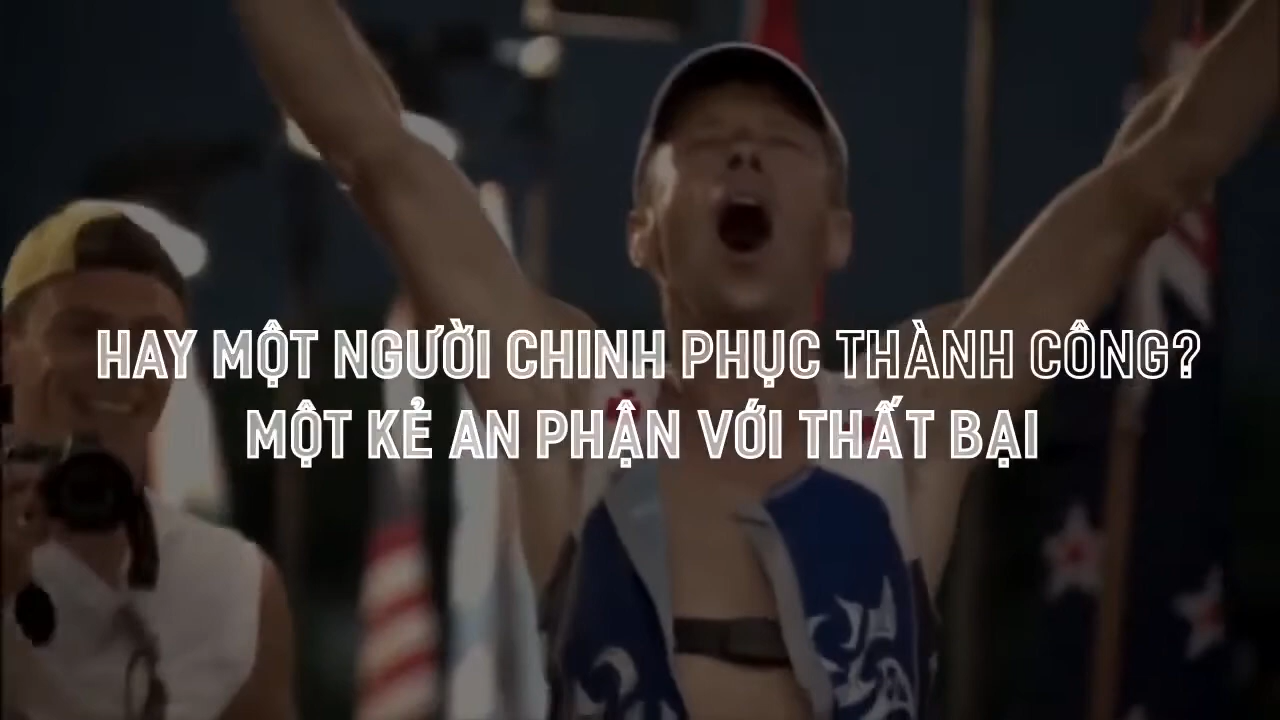 HAY MỘT NGƯỜI CHINH PHỤC THÀNH CÔNG?
MỘT KẺ AN PHẬN VỚI THẤT BẠI